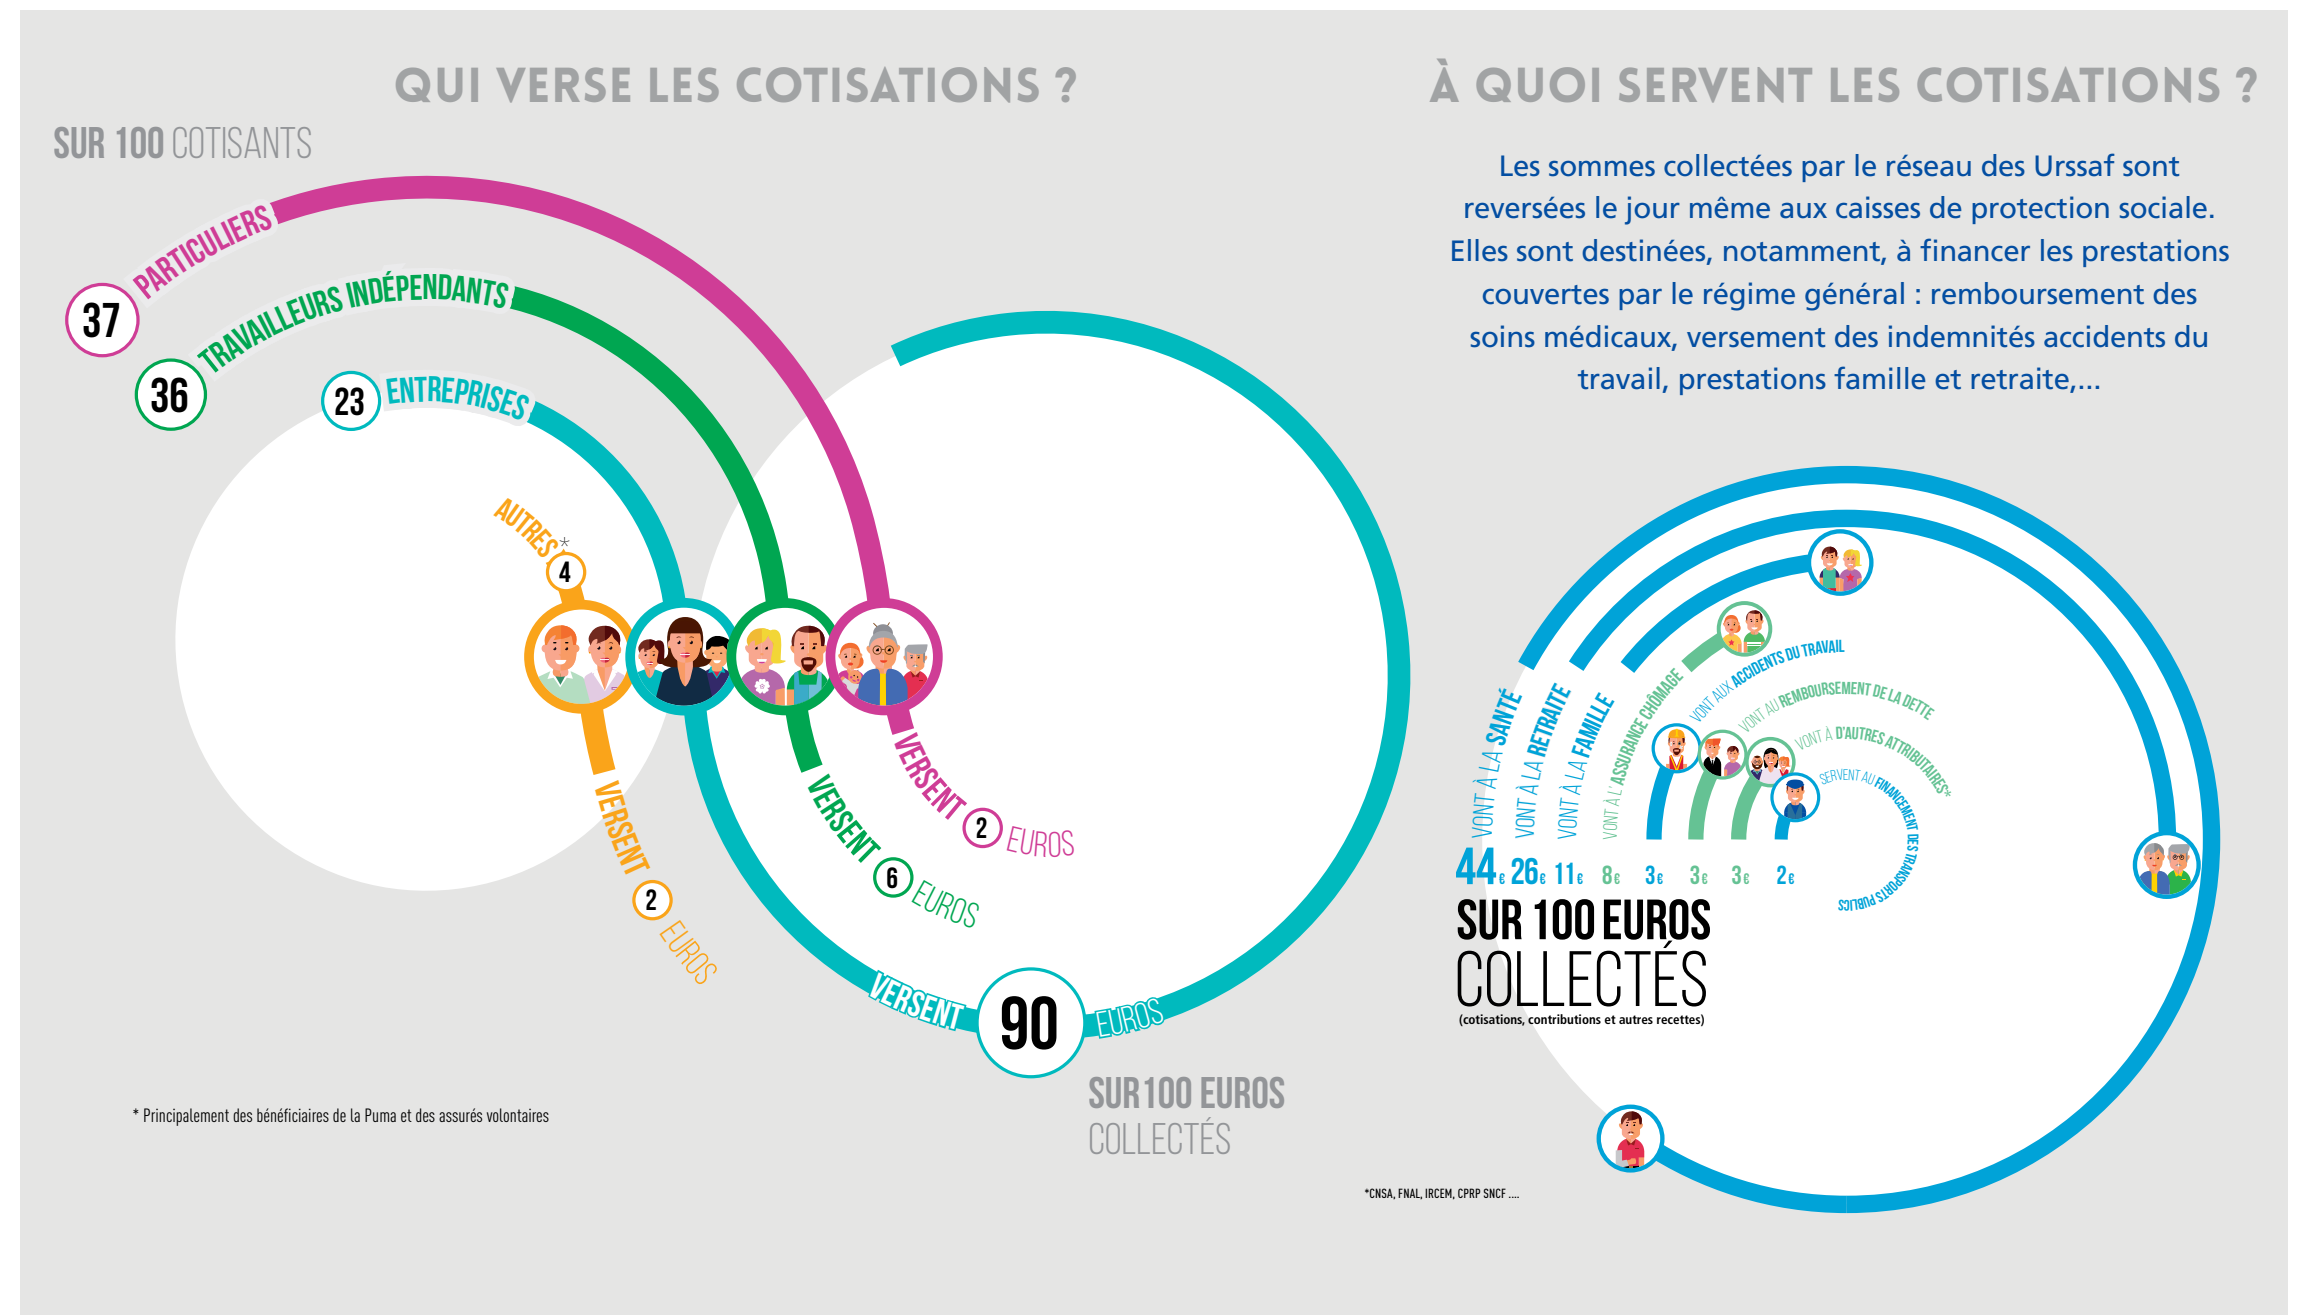 QUI VERSE LES COTISATIONS ?
SUR 100 COTISANTS
37 PARTICULIERS
36 TRAVAILLEURS INDÉPENDANTS
23 ENTREPRISES
AUTRES*
4
VERSENT 2 EUROS
VERSENT 6 EUROS
VERSENT 2 EUROS
VERSENT 90 EUROS
SUR 100 EUROS
COLLECTÉS
* Principalement des bénéficiaires de la Puma et des assurés volontaires
À QUOI SERVENT LES COTISATIONS ?
Les sommes collectées par le réseau des Urssaf sont
reversées le jour même aux caisses de protection sociale.
Elles sont destinées, notamment, à financer les prestations
couvertes par le régime général : remboursement des
soins médicaux, versement des indemnités accidents du
travail, prestations famille et retraite,...
VONT À LA SANTÉ
VONT À LA RETRAITE
VONT À LA FAMILLE
VONT À L'ASSURANCE CHÔMAGE
VONT AUX ACCIDENTS DU TRAVAIL
VONT AU REMBOURSEMENT DE LA DETTE
VONT À D'AUTRES ATTRIBUTAIRES*
SERVENT AU FINANCEMENT DES TRANSPORTS PUBLICS
44€ 26€ 11€ 8€ 3€ 3€ 3€ 2€
SUR 100 EUROS
COLLECTÉS
(cotisations, contributions et autres recettes)
*CNSA, FNAL, IRCEM, CPRP SNCF ....